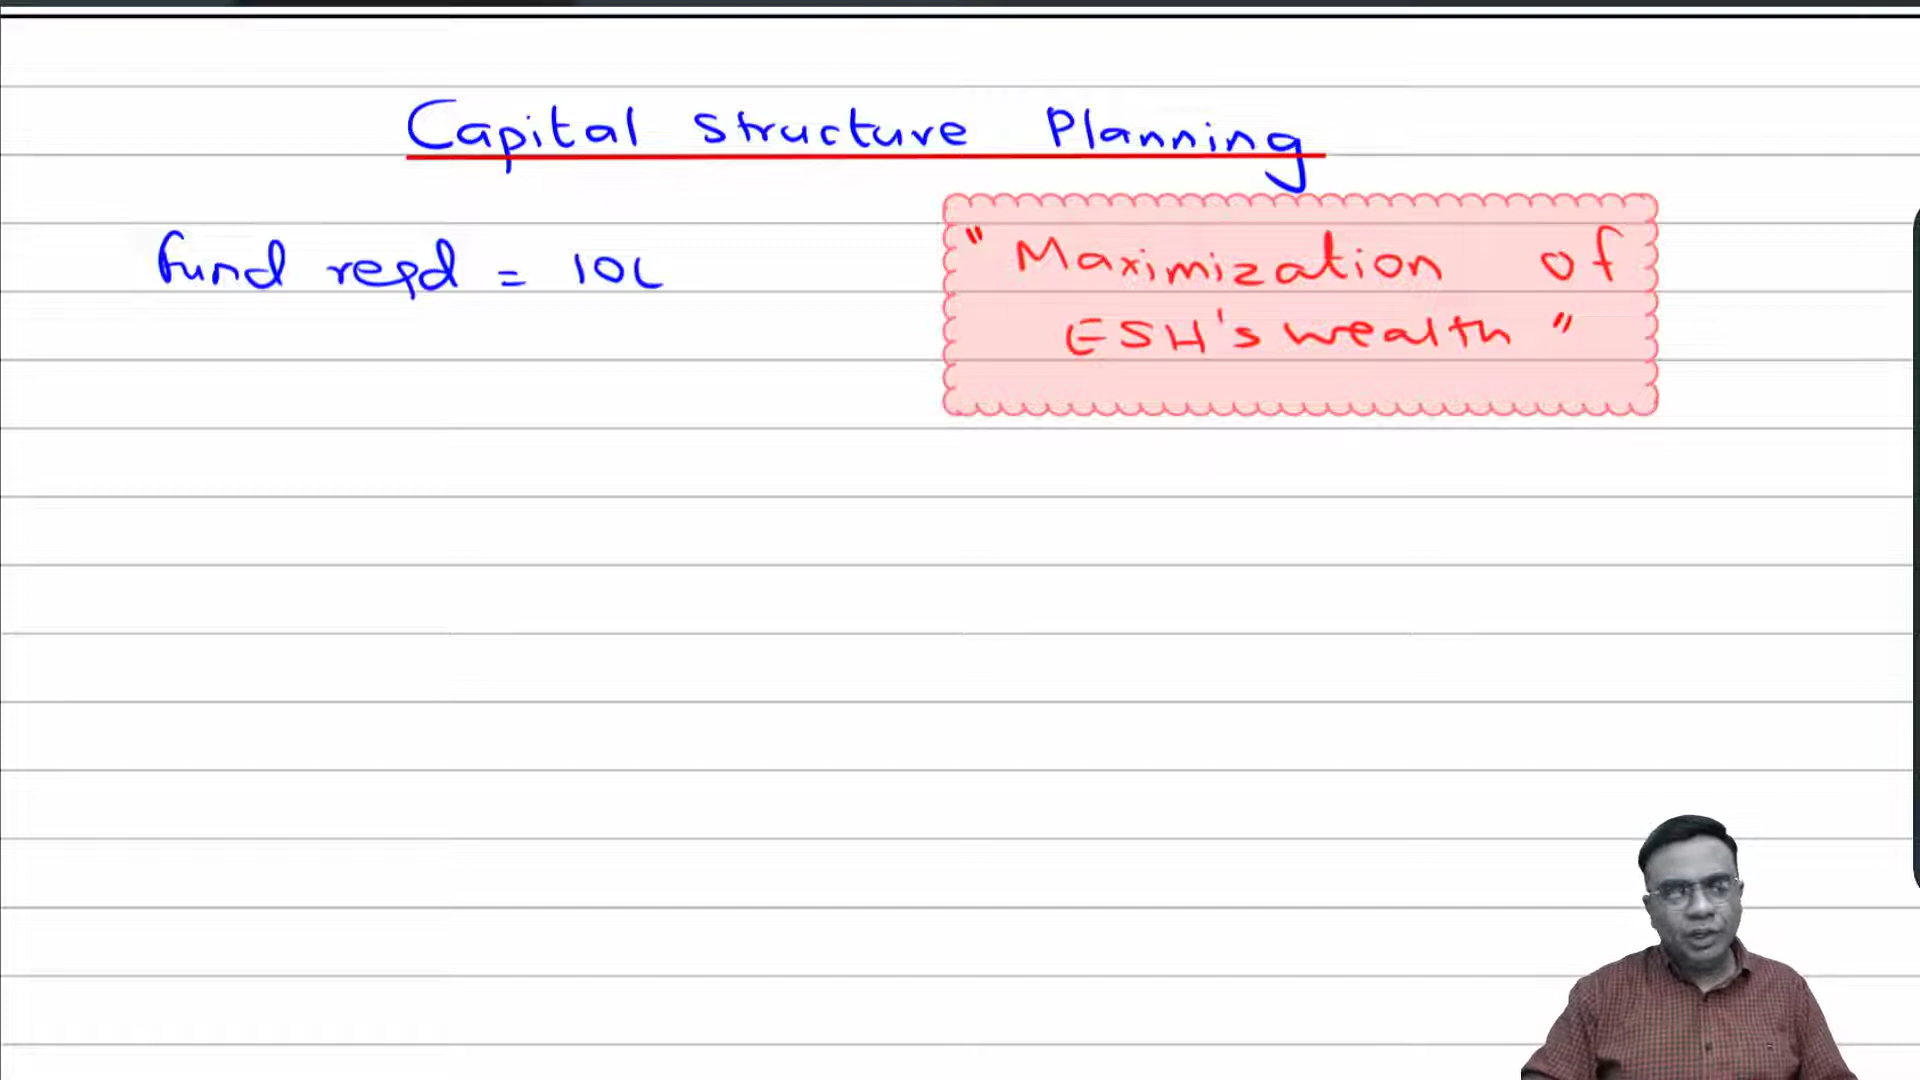 Capital Structure Planning
Fund reqd = 10L
" Maximization of
ESH's wealth "